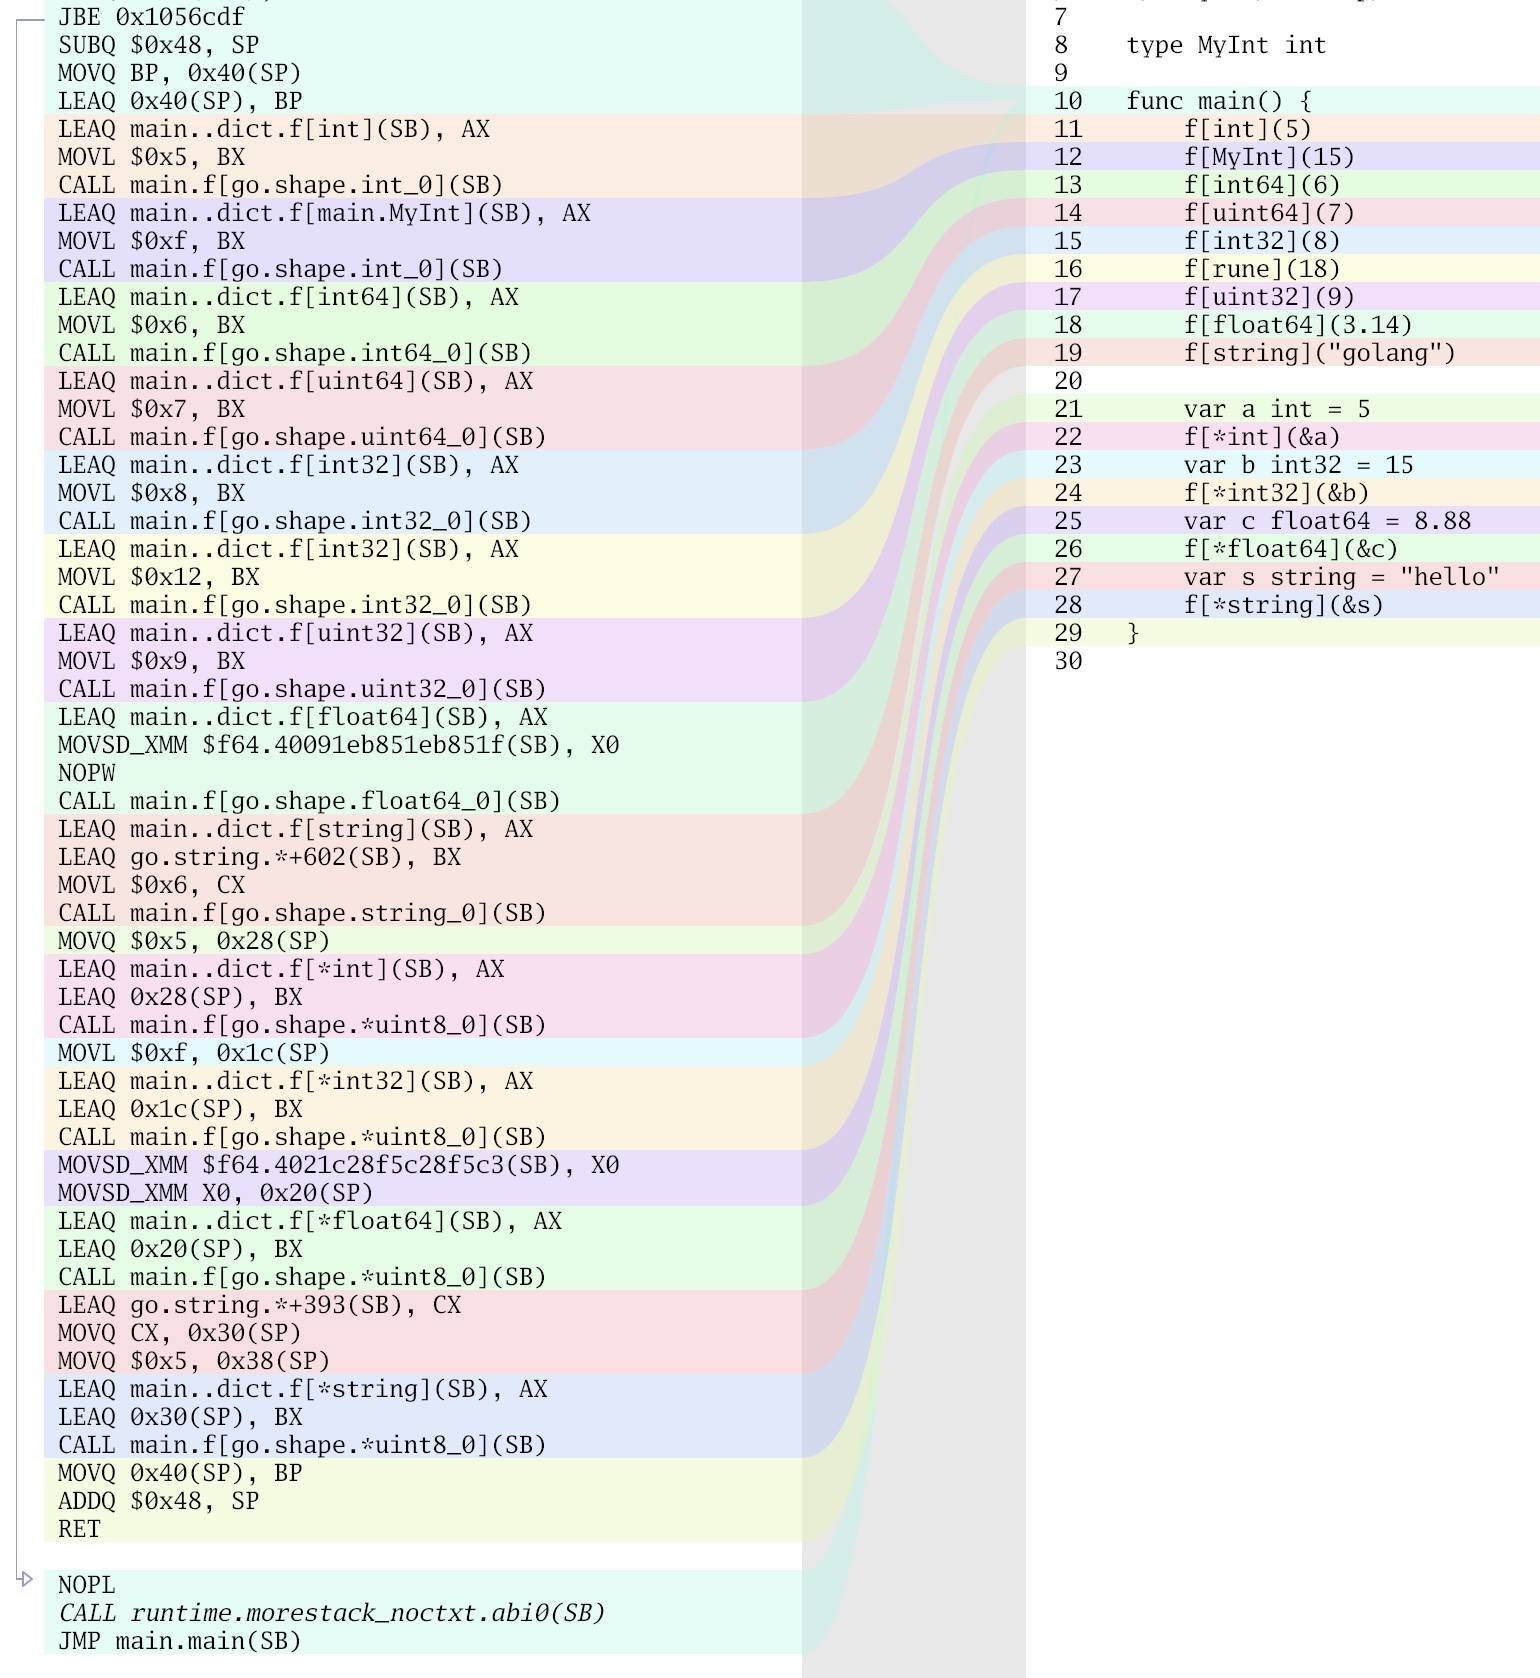 JBE 0x1056cdf
SUBQ $0x48, SP
MOVQ BP, 0x40(SP)
LEAQ 0x40(SP), BP
LEAQ main..dict.f[int](SB), AX
MOVL $0x5, BX
CALL main.f[go.shape.int_0](SB)
LEAQ main..dict.f[main.MyInt](SB), AX
MOVL $0xf, BX
CALL main.f[go.shape.int_0](SB)
LEAQ main..dict.f[int64](SB), AX
MOVL $0x6, BX
CALL main.f[go.shape.int64_0](SB)
LEAQ main..dict.f[uint64](SB), AX
MOVL $0x7, BX
CALL main.f[go.shape.uint64_0](SB)
LEAQ main..dict.f[int32](SB), AX
MOVL $0x8, BX
CALL main.f[go.shape.int32_0](SB)
LEAQ main..dict.f[int32](SB), AX
MOVL $0x12, BX
CALL main.f[go.shape.int32_0](SB)
LEAQ main..dict.f[uint32](SB), AX
MOVL $0x9, BX
CALL main.f[go.shape.uint32_0](SB)
LEAQ main..dict.f[float64](SB), AX
MOVSD_XMM $f64.40091eb851eb851f(SB), X0
NOPW
CALL main.f[go.shape.float64_0](SB)
LEAQ main..dict.f[string](SB), AX
LEAQ go.string.*+602(SB), BX
MOVL $0x6, CX
CALL main.f[go.shape.string_0](SB)
MOVQ $0x5, 0x28(SP)
LEAQ main..dict.f[*int](SB), AX
LEAQ 0x28(SP), BX
CALL main.f[go.shape.*uint8_0](SB)
MOVL $0xf, 0x1c(SP)
LEAQ main..dict.f[*int32](SB), AX
LEAQ 0x1c(SP), BX
CALL main.f[go.shape.*uint8_0](SB)
MOVSD_XMM $f64.4021c28f5c28f5c3(SB), X0
MOVSD_XMM X0, 0x20(SP)
LEAQ main..dict.f[*float64](SB), AX
LEAQ 0x20(SP), BX
CALL main.f[go.shape.*uint8_0](SB)
LEAQ go.string.*+393(SB), CX
MOVQ CX, 0x30(SP)
MOVQ $0x5, 0x38(SP)
LEAQ main..dict.f[*string](SB), AX
LEAQ 0x30(SP), BX
CALL main.f[go.shape.*uint8_0](SB)
MOVQ 0x40(SP), BP
ADDQ $0x48, SP
RET
NOPL
CALL runtime.morestack_noctxt.abi0(SB)
JMP main.main(SB)
7
8 type MyInt int
9
10 func main() {
11 f[int](5)
12 f[MyInt](15)
13 f[int64](6)
14 f[uint64](7)
15 f[int32](8)
16 f[rune](18)
17 f[uint32](9)
18 f[float64](3.14)
19 f[string]("golang")
20
21 var a int = 5
22 f[*int](&a)
23 var b int32 = 15
24 f[*int32](&b)
25 var c float64 = 8.88
26 f[*float64](&c)
27 var s string = "hello"
28 f[*string](&s)
29 }
30